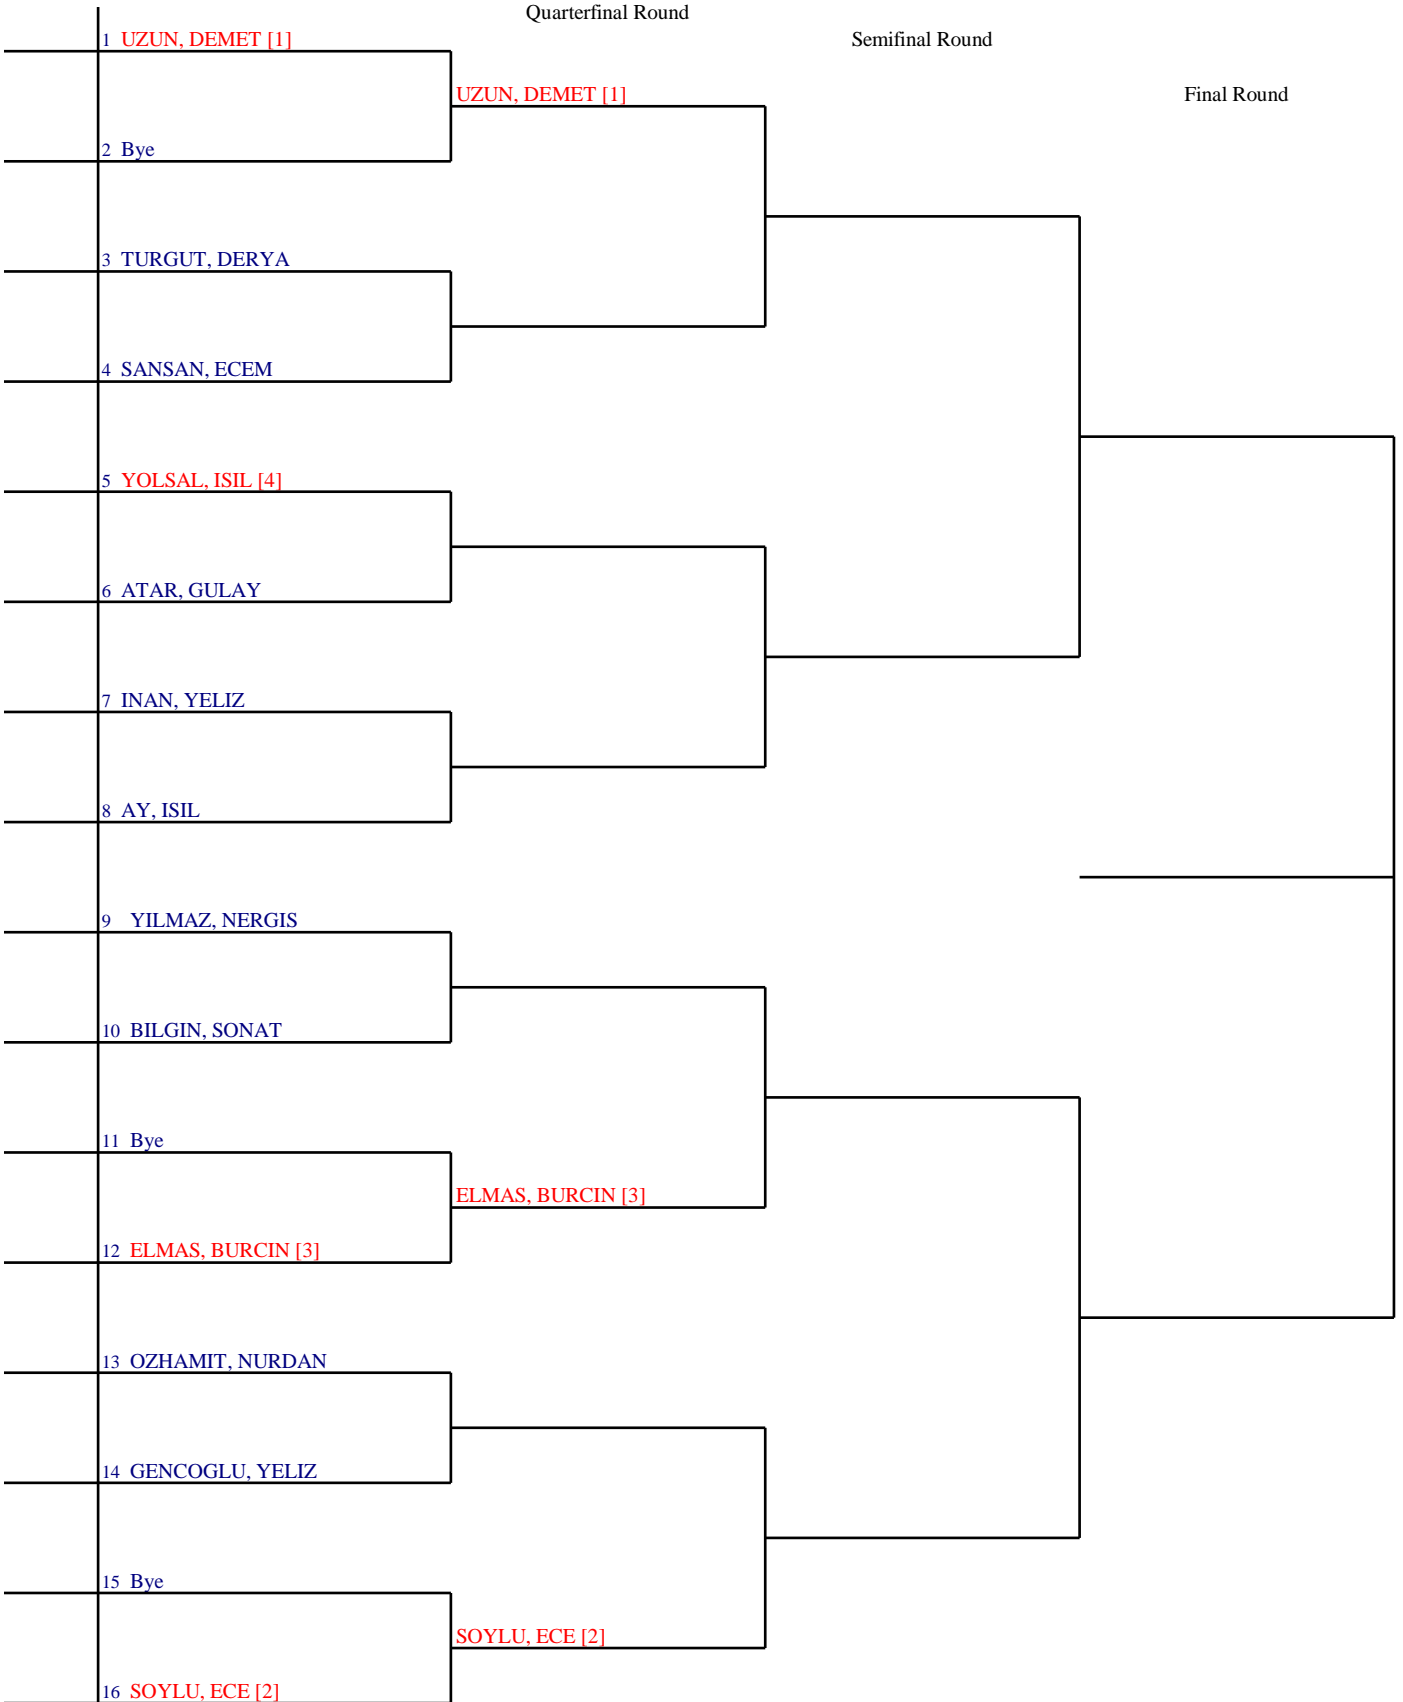 Quarterfinal Round
1 UZUN, DEMET [1]
Semifinal Round
UZUN, DEMET [1]
Final Round
2 Bye
3 TURGUT, DERYA
4 SANSAN, ECEM
5 YOLSAL, ISIL [4]
6 ATAR, GULAY
7 INAN, YELIZ
8 AY, ISIL
9 YILMAZ, NERGIS
10 BILGIN, SONAT
11 Bye
ELMAS, BURCIN [3]
12 ELMAS, BURCIN [3]
13 OZHAMIT, NURDAN
14 GENCOGLU, YELIZ
15 Bye
SOYLU, ECE [2]
16 SOYLU, ECE [2]